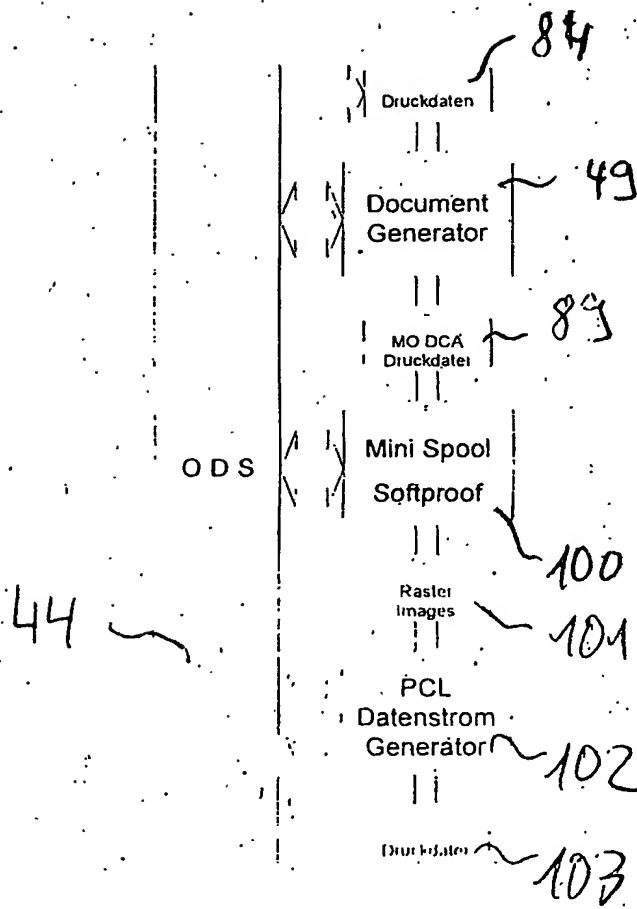 84
Druckdaten
49
Document
Generator
89
MO DCA
Druckdatei
ODS
Mini Spool
Softproof
100
Raster
Images
101
44
PCL
Datenstrom
Generator
102
103